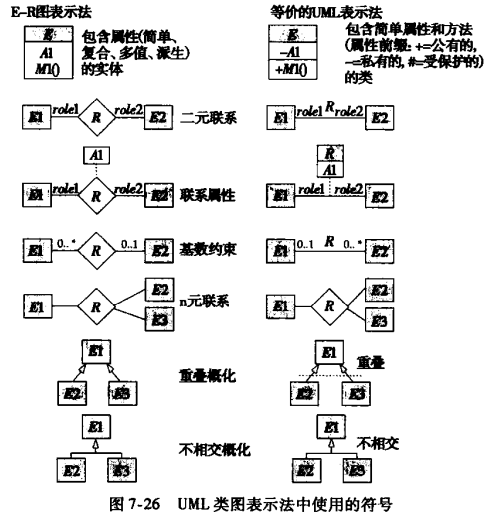 E-R图表示法 等价的UML表示法
E
A1
M1()
包含属性(简单、
复合、多值、派生)
的实体
E
-A1
+M1()
包含简单属性和方法
(属性前缀: +=公有的,
-=私有的, #=受保护的)
的类
E1 role1 R role2 E2 二元联系 E1 role1 R role2 E2
A1
E1 role1 R role2 E2 联系属性
R
A1
E1 role1 role2 E2
E1 0..* R 0..1 E2 基数约束 E1 0..1 R 0..* E2
E1 R E2 E3 n元联系 E1 R E2 E3
E1 E2 E3 重叠概化 E1 E2 E3 重叠
E1 E2 E3 不相交概化 E1 E2 E3 不相交
图 7-26 UML 类图表示法中使用的符号